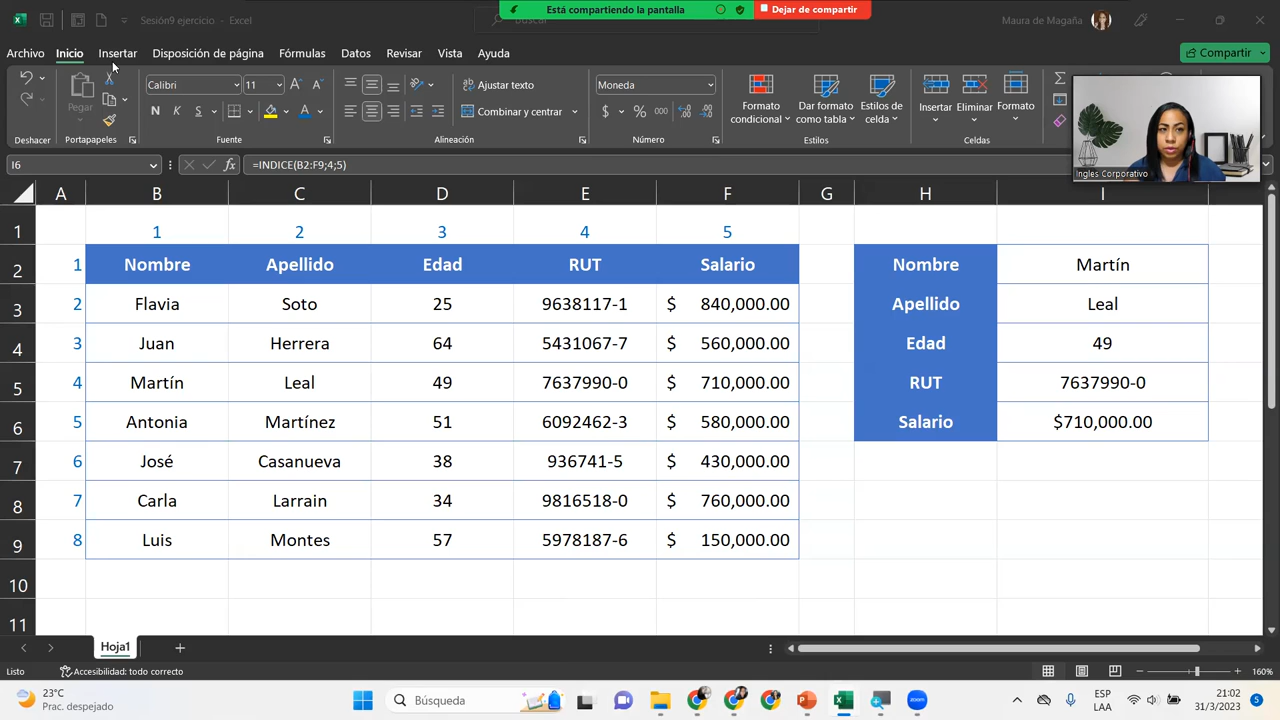 Está compartiendo la pantalla
Dejar de compartir
Sesión9 ejercicio - Excel
Buscar
Maura de Magaña
Archivo Inicio Insertar Disposición de página Fórmulas Datos Revisar Vista Ayuda
Compartir
Pegar
Calibri 11
N K S
Ajustar texto
Combinar y centrar
Moneda
$ % 000
Formato condicional
Dar formato como tabla
Estilos de celda
Insertar Eliminar Formato
Deshacer Portapapeles Fuente Alineación Número Estilos Celdas
Ingles Corporativo
I6 fx =INDICE(B2:F9;4;5)
A B C D E F G H I
1 1 2 3 4 5
2 1 Nombre Apellido Edad RUT Salario Nombre Martín
3 2 Flavia Soto 25 9638117-1 $ 840,000.00 Apellido Leal
4 3 Juan Herrera 64 5431067-7 $ 560,000.00 Edad 49
5 4 Martín Leal 49 7637990-0 $ 710,000.00 RUT 7637990-0
6 5 Antonia Martínez 51 6092462-3 $ 580,000.00 Salario $710,000.00
7 6 José Casanueva 38 936741-5 $ 430,000.00
8 7 Carla Larrain 34 9816518-0 $ 760,000.00
9 8 Luis Montes 57 5978187-6 $ 150,000.00
10
11
Hoja1
Listo Accesibilidad: todo correcto 160%
23°C
Prac. despejado
Búsqueda
zoom
ESP
LAA
21:02
31/3/2023
5